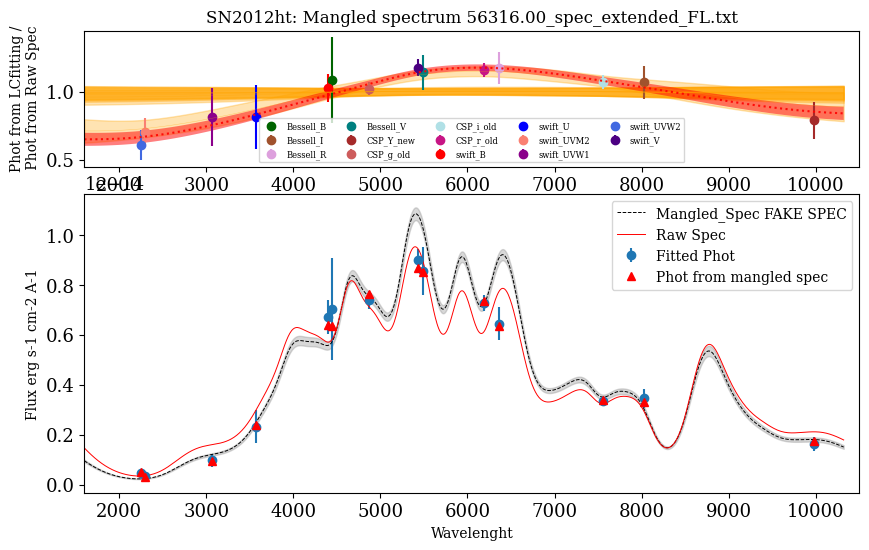 SN2012ht: Mangled spectrum 56316.00_spec_extended_FL.txt
Phot from LCfitting /
Phot from Raw Spec
1.0
0.5
Bessell_B Bessell_V CSP_i_old swift_U swift_UVW2
Bessell_I CSP_Y_new CSP_r_old swift_UVM2 swift_V
Bessell_R CSP_g_old swift_B swift_UVW1
2000 3000 4000 5000 6000 7000 8000 9000 10000
1e−14
Flux erg s-1 cm-2 A-1
1.0
0.8
0.6
0.4
0.2
0.0
Mangled_Spec FAKE SPEC
Raw Spec
Fitted Phot
Phot from mangled spec
2000 3000 4000 5000 6000 7000 8000 9000 10000
Wavelenght